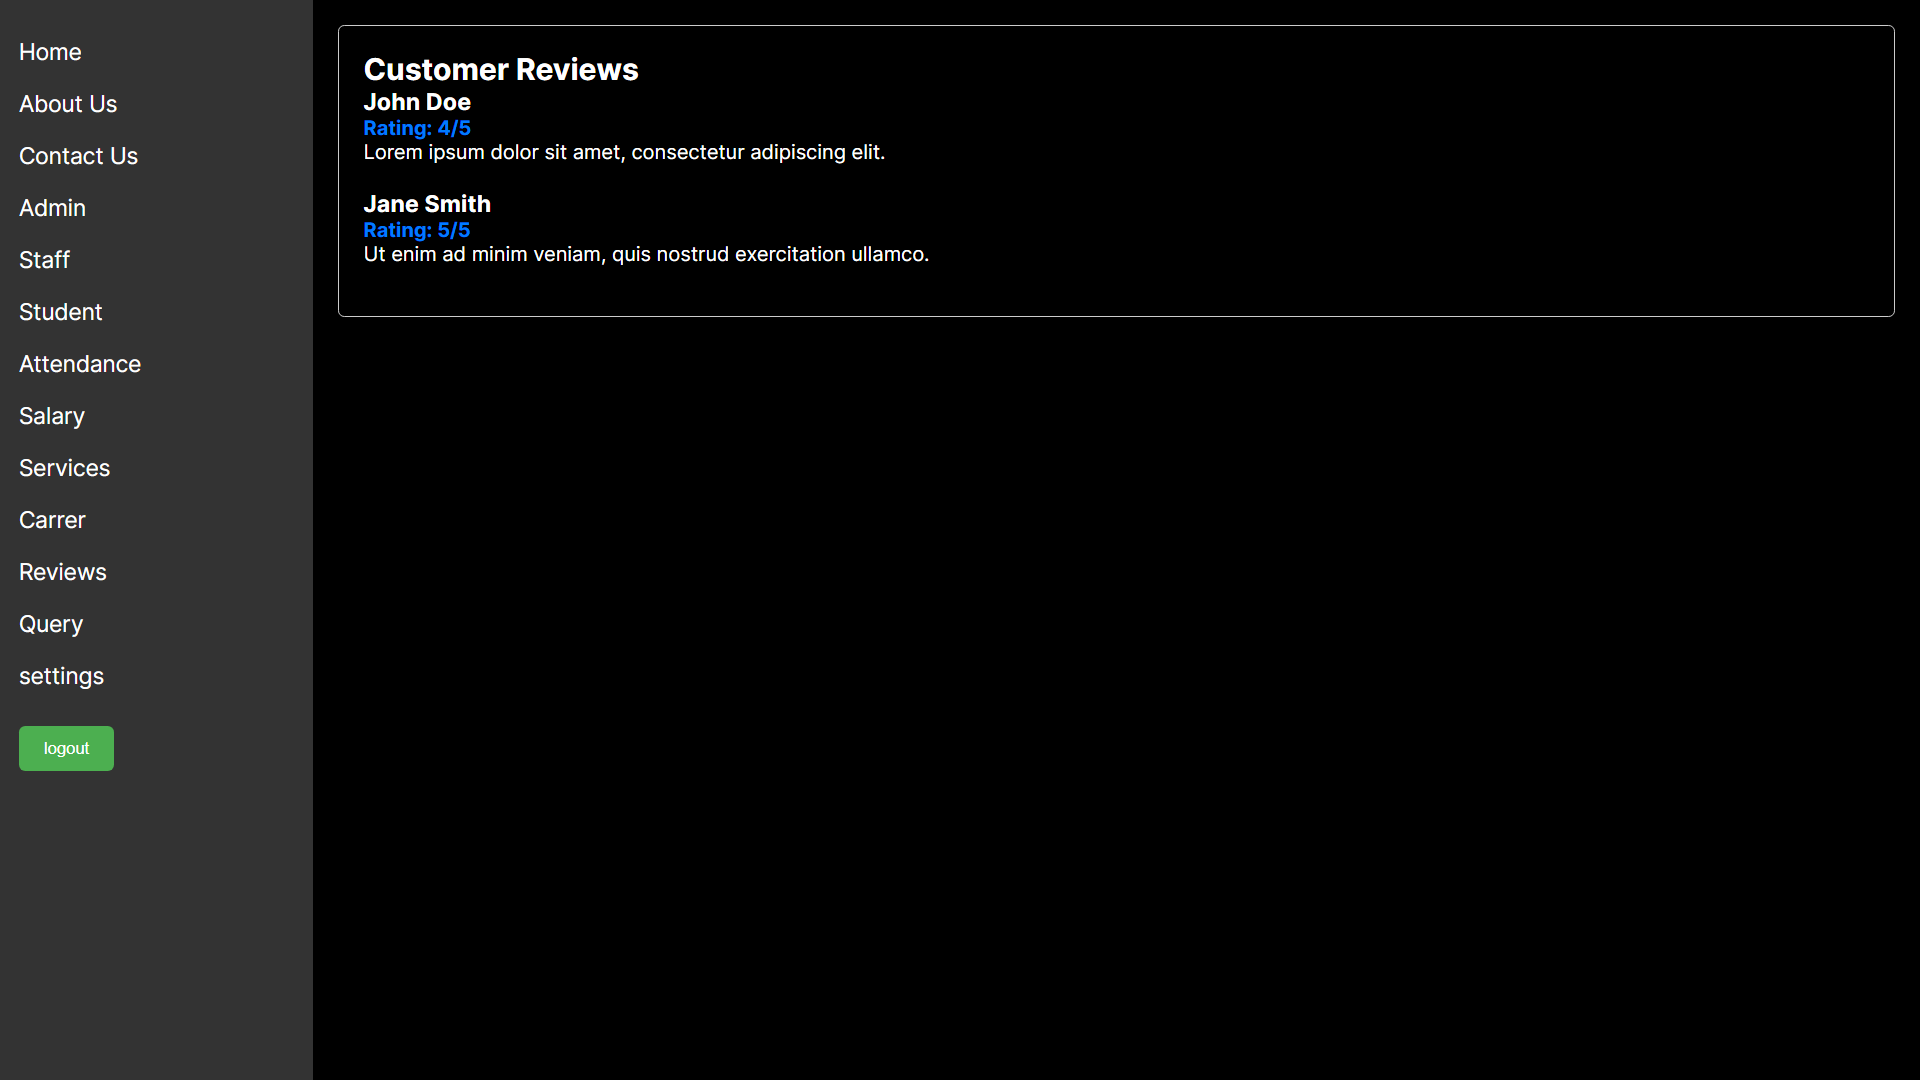 Home
About Us
Contact Us
Admin
Staff
Student
Attendance
Salary
Services
Carrer
Reviews
Query
settings
logout
Customer Reviews
John Doe
Rating: 4/5
Lorem ipsum dolor sit amet, consectetur adipiscing elit.
Jane Smith
Rating: 5/5
Ut enim ad minim veniam, quis nostrud exercitation ullamco.